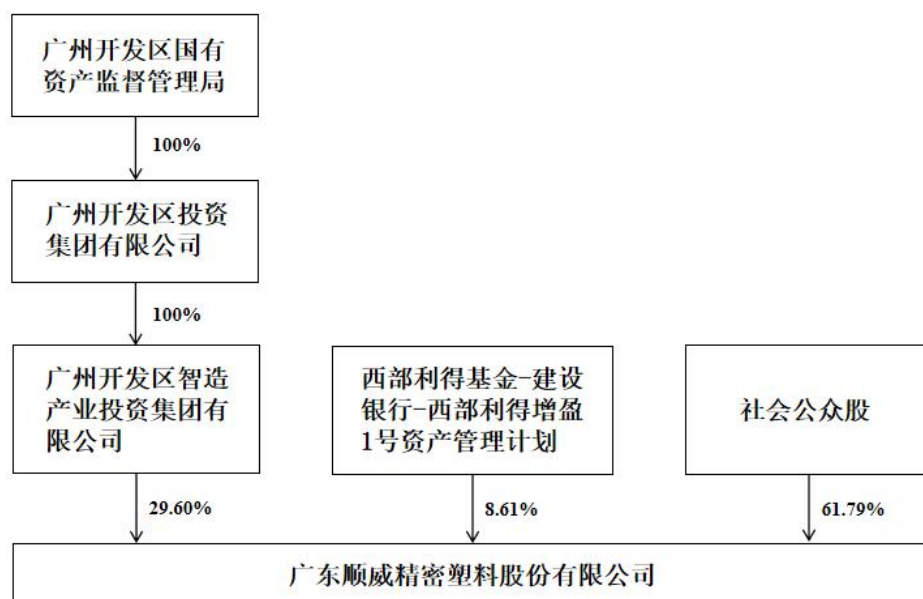 广州开发区国有
资产监督管理局
100%
广州开发区投资
集团有限公司
100%
广州开发区智造
产业投资集团有
限公司
西部利得基金-建设
银行-西部利得增盈
1号资产管理计划
社会公众股
29.60%
8.61%
61.79%
广东顺威精密塑料股份有限公司